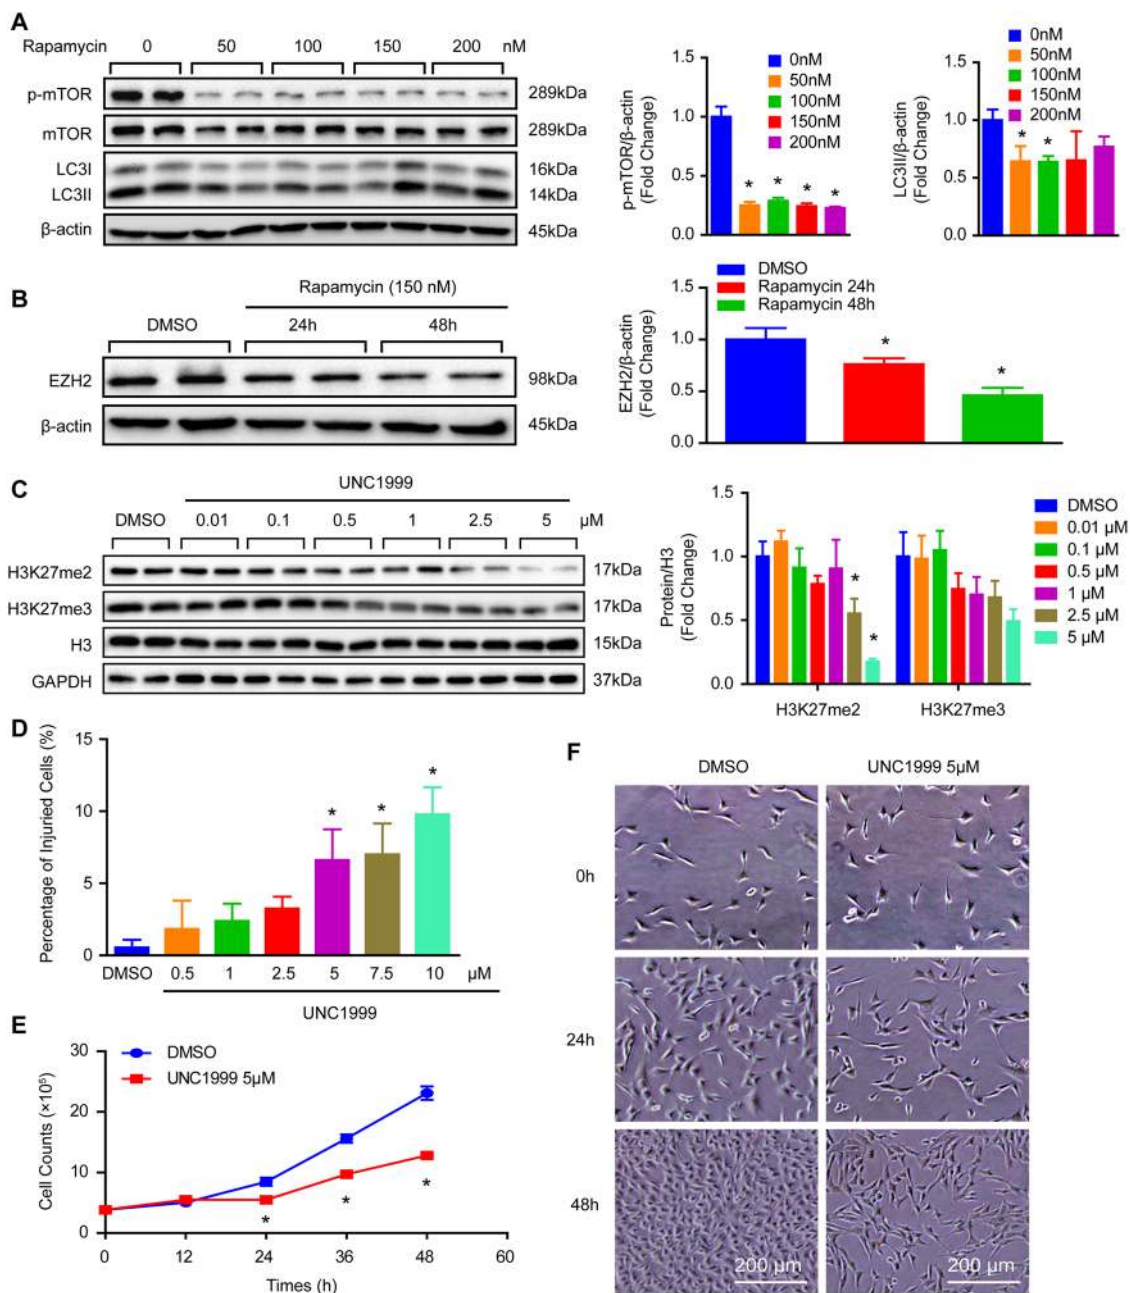 A
Rapamycin 0 50 100 150 200 nM
p-mTOR 289kDa
mTOR 289kDa
LC3I 16kDa
LC3II 14kDa
β-actin 45kDa
p-mTOR/β-actin
(Fold Change)
1.5
1.0
0.5
0.0
0nM
50nM
100nM
150nM
200nM
* * * *
LC3II/β-actin
(Fold Change)
1.5
1.0
0.5
0.0
0nM
50nM
100nM
150nM
200nM
* *
B
Rapamycin (150 nM)
DMSO 24h 48h
EZH2 98kDa
β-actin 45kDa
EZH2/β-actin
(Fold Change)
1.5
1.0
0.5
0.0
DMSO
Rapamycin 24h
Rapamycin 48h
* *
C
UNC1999
DMSO 0.01 0.1 0.5 1 2.5 5 μM
H3K27me2 17kDa
H3K27me3 17kDa
H3 15kDa
GAPDH 37kDa
Protein/H3
(Fold Change)
1.5
1.0
0.5
0.0
* *
H3K27me2 H3K27me3
DMSO
0.01 μM
0.1 μM
0.5 μM
1 μM
2.5 μM
5 μM
D
Percentage of Injuried Cells (%)
15
10
5
0
* * *
DMSO 0.5 1 2.5 5 7.5 10 μM
UNC1999
E
Cell Counts (×10⁵)
30
20
10
0
DMSO
UNC1999 5μM
* * *
0 12 24 36 48 60
Times (h)
F
DMSO UNC1999 5μM
0h
24h
48h
200 μm 200 μm